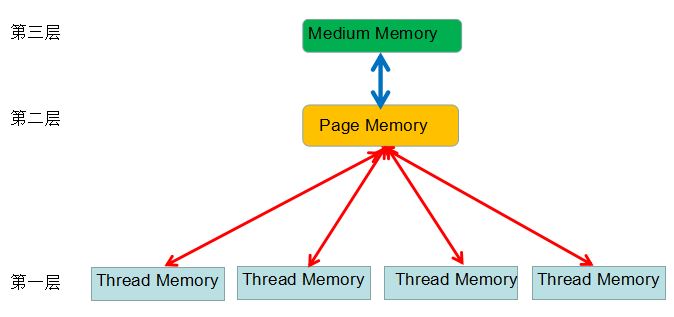 第三层
Medium Memory
第二层
Page Memory
第一层
Thread Memory
Thread Memory
Thread Memory
Thread Memory